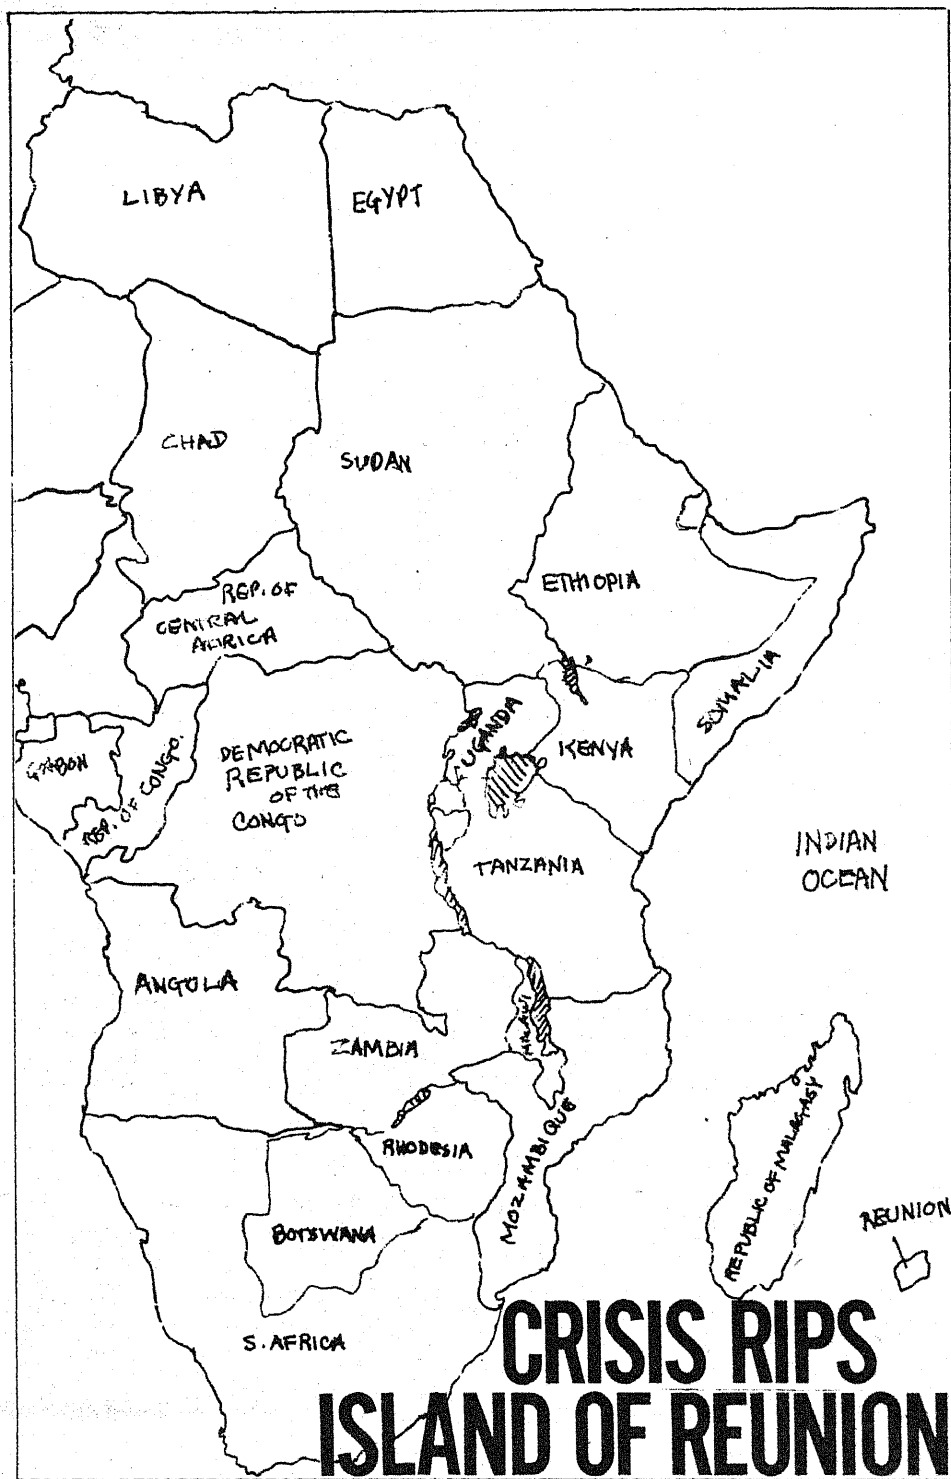 LIBYA
EGYPT
CHAD
SUDAN
REP. OF
CENTRAL
AFRICA
ETHIOPIA
SOMALIA
UGANDA
KENYA
GABON
REP. OF CONGO.
DEMOCRATIC
REPUBLIC
OF THE
CONGO
TANZANIA
INDIAN
OCEAN
ANGOLA
MALAWI
ZAMBIA
RHODESIA
MOZAMBIQUE
REPUBLIC OF MALAGASY
BOTSWANA
REUNION
S. AFRICA
CRISIS RIPS
ISLAND OF REUNION